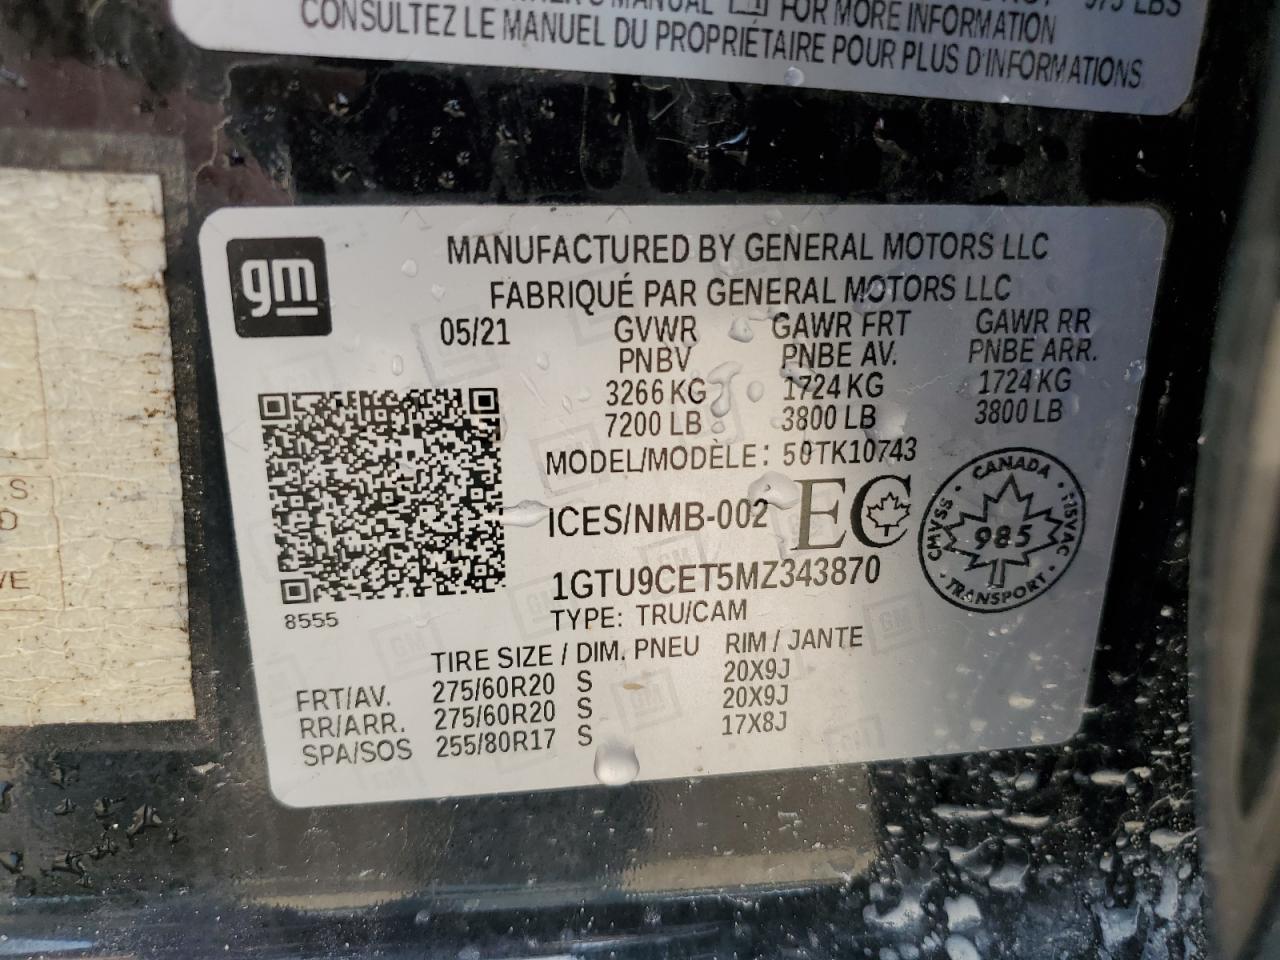 MANUAL FOR MORE INFORMATION
CONSULTEZ LE MANUEL DU PROPRIÉTAIRE POUR PLUS D'INFORMATIONS
gm
MANUFACTURED BY GENERAL MOTORS LLC
FABRIQUÉ PAR GENERAL MOTORS LLC
05/21 GVWR GAWR FRT GAWR RR
PNBV PNBE AV. PNBE ARR.
3266 KG 1724 KG 1724 KG
7200 LB 3800 LB 3800 LB
MODEL/MODÈLE: 50TK10743
ICES/NMB-002 EC
CANADA
CMVSS 985 NSVAC
TRANSPORT
1GTU9CET5MZ343870
8555
TYPE: TRU/CAM
TIRE SIZE / DIM. PNEU RIM / JANTE
FRT/AV. 275/60R20 S 20X9J
RR/ARR. 275/60R20 S 20X9J
SPA/SOS 255/80R17 S 17X8J